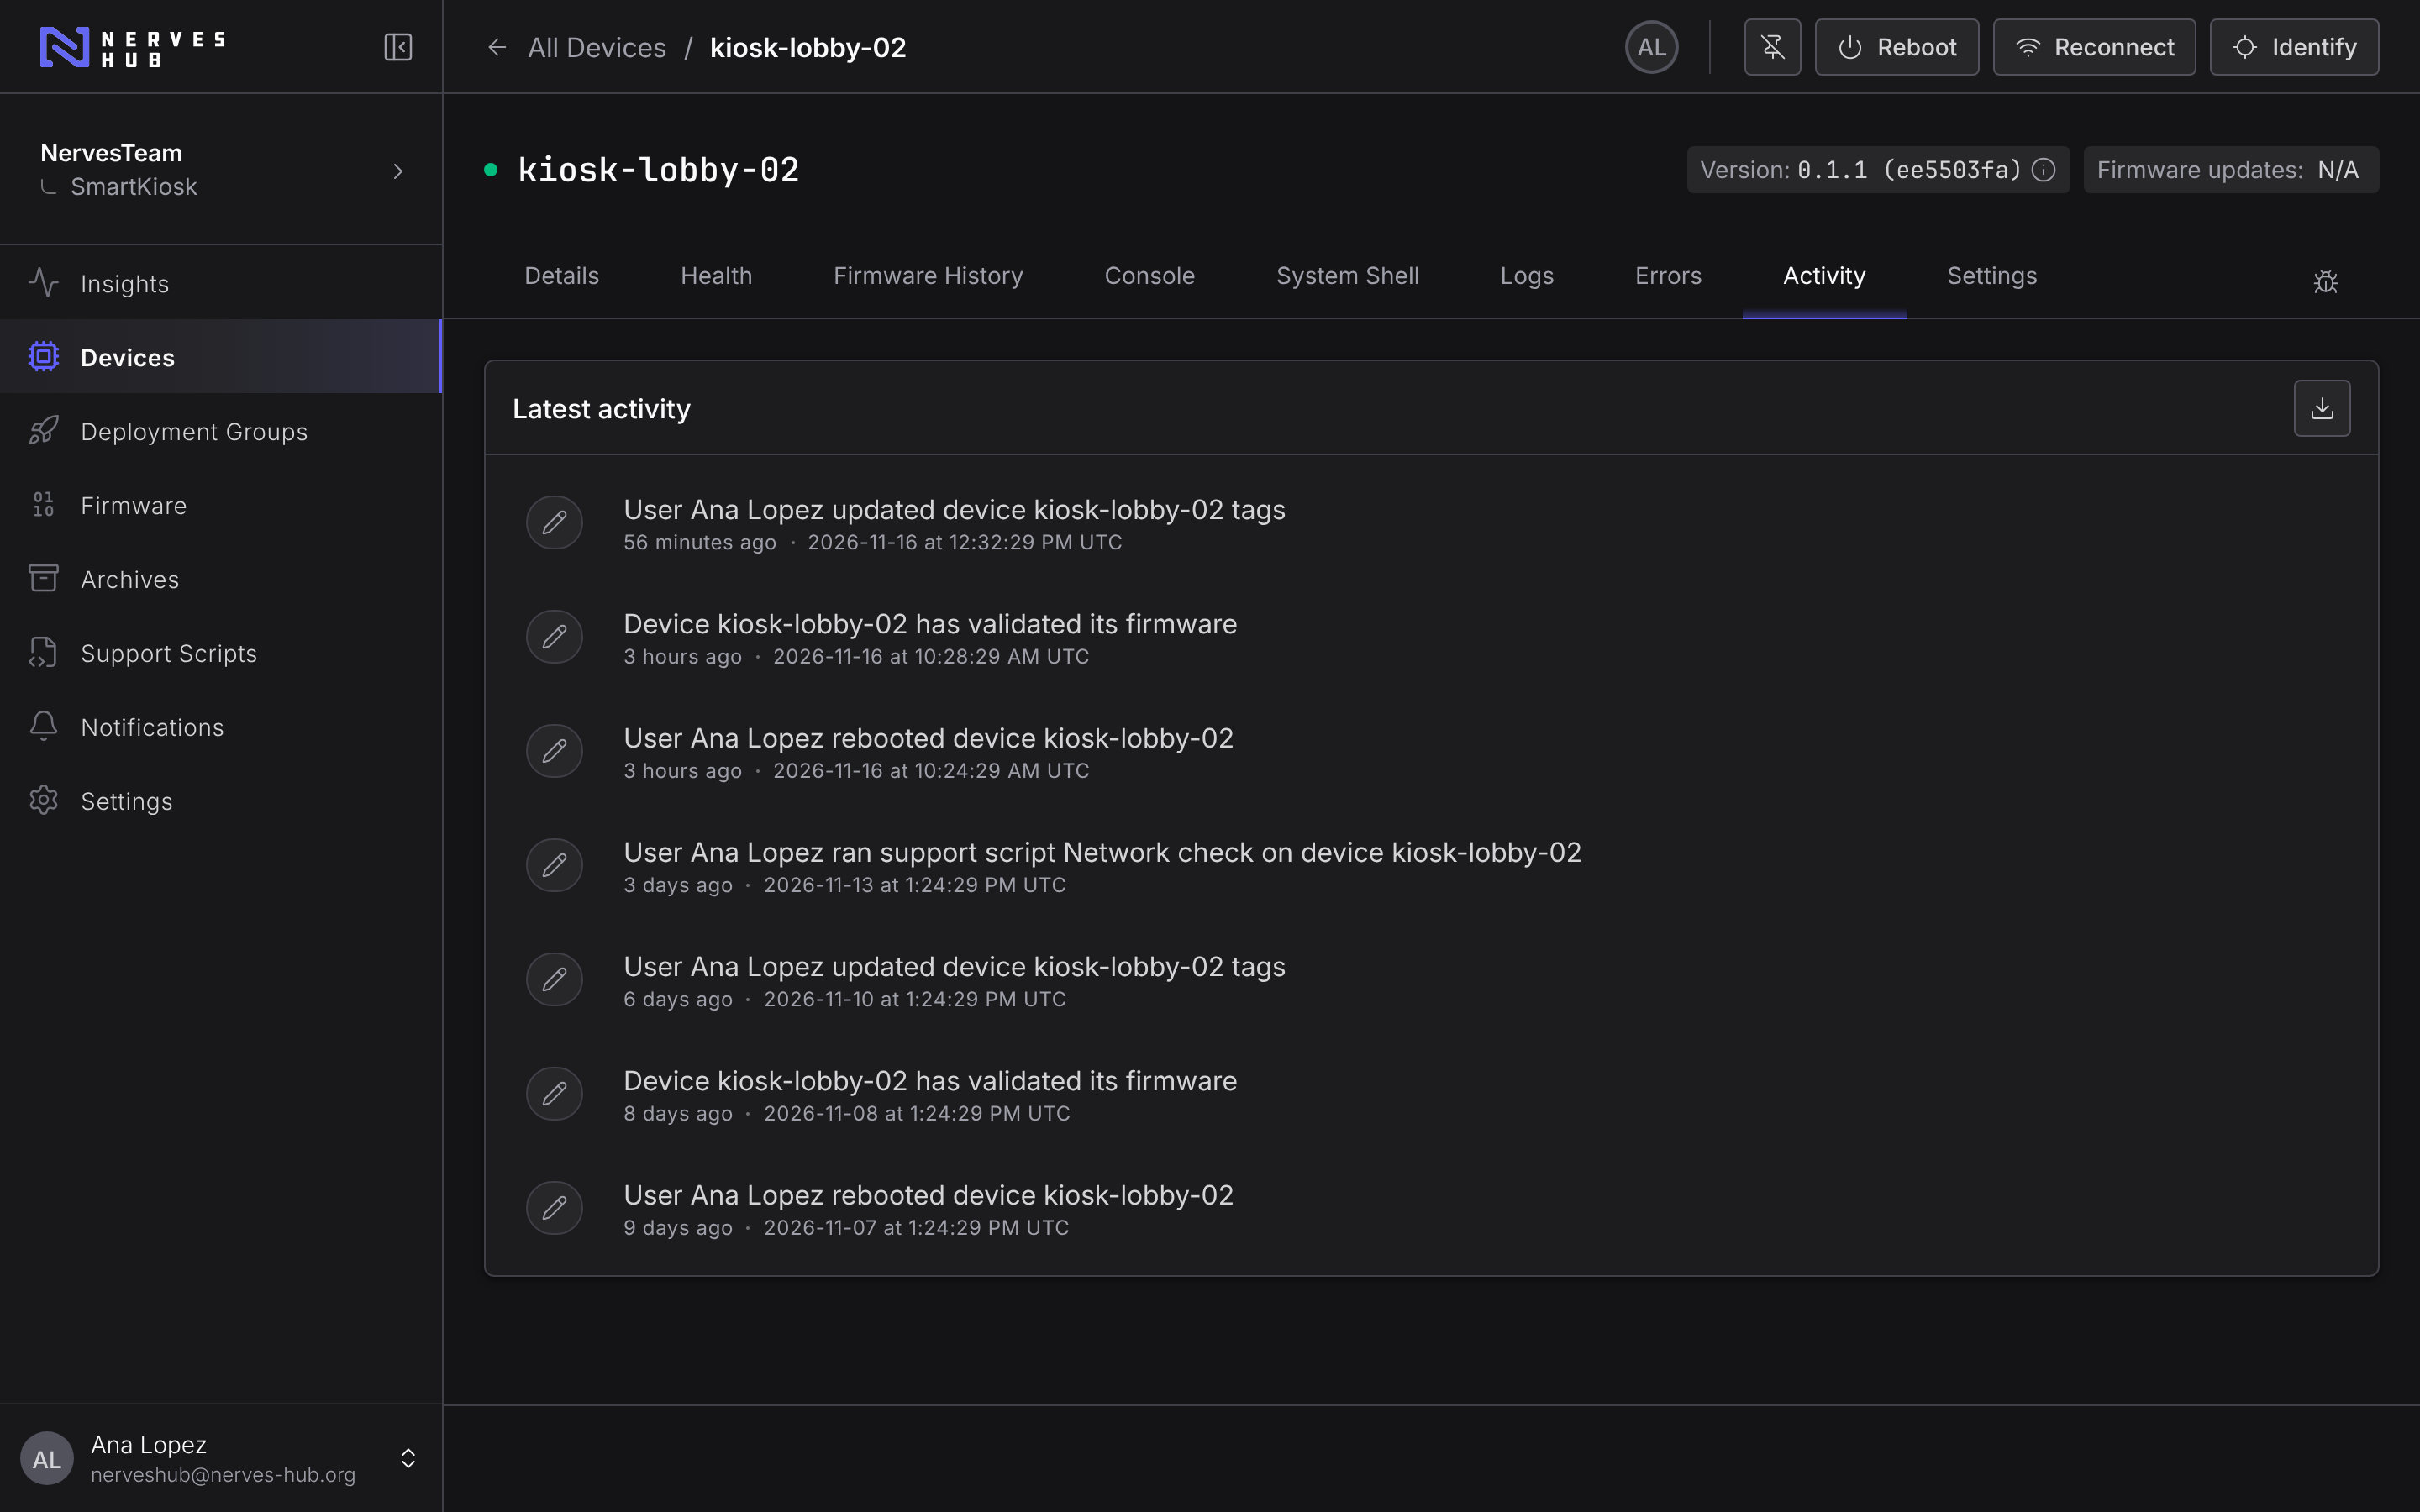 NERVES
HUB
All Devices / kiosk-lobby-02
AL
Reboot
Reconnect
Identify
NervesTeam
SmartKiosk
kiosk-lobby-02
Version: 0.1.1 (ee5503fa)
Firmware updates: N/A
Insights
Devices
Deployment Groups
Firmware
Archives
Support Scripts
Notifications
Settings
Details
Health
Firmware History
Console
System Shell
Logs
Errors
Activity
Settings
Latest activity
User Ana Lopez updated device kiosk-lobby-02 tags
56 minutes ago · 2026-11-16 at 12:32:29 PM UTC
Device kiosk-lobby-02 has validated its firmware
3 hours ago · 2026-11-16 at 10:28:29 AM UTC
User Ana Lopez rebooted device kiosk-lobby-02
3 hours ago · 2026-11-16 at 10:24:29 AM UTC
User Ana Lopez ran support script Network check on device kiosk-lobby-02
3 days ago · 2026-11-13 at 1:24:29 PM UTC
User Ana Lopez updated device kiosk-lobby-02 tags
6 days ago · 2026-11-10 at 1:24:29 PM UTC
Device kiosk-lobby-02 has validated its firmware
8 days ago · 2026-11-08 at 1:24:29 PM UTC
User Ana Lopez rebooted device kiosk-lobby-02
9 days ago · 2026-11-07 at 1:24:29 PM UTC
AL
Ana Lopez
nerveshub@nerves-hub.org